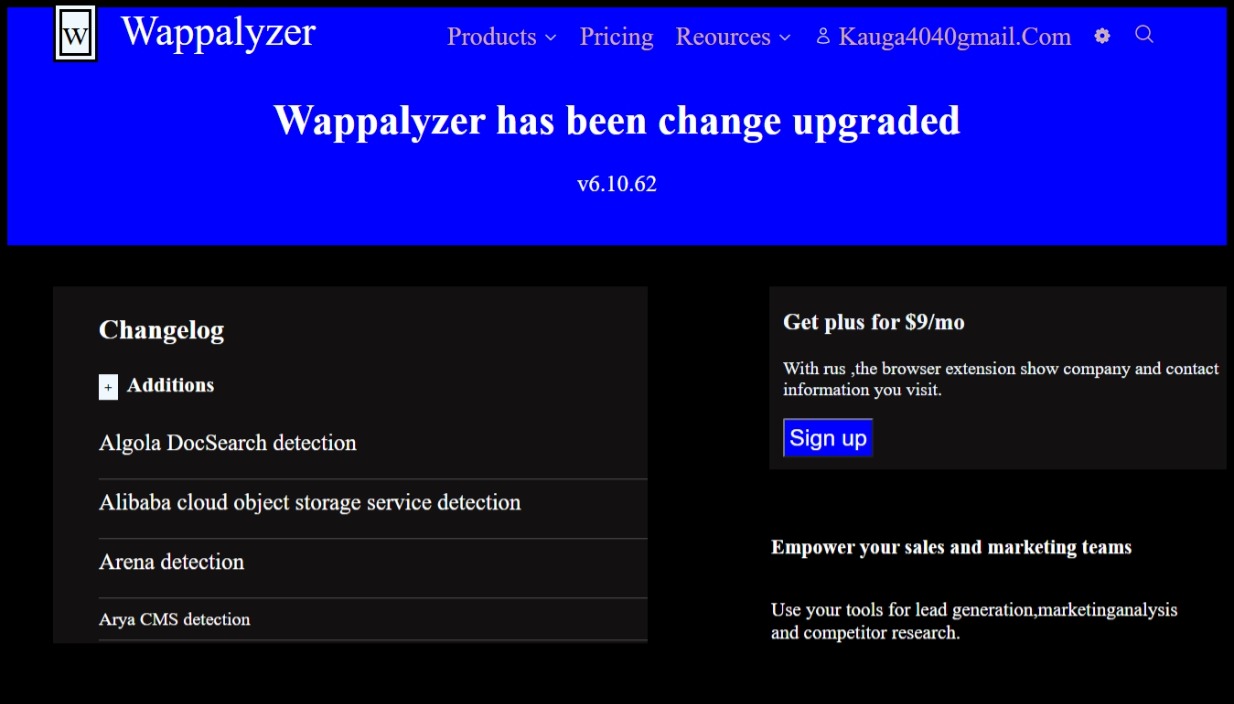 W Wappalyzer Products Pricing Reources Kauga4040gmail.Com
Wappalyzer has been change upgraded
v6.10.62
Changelog
+ Additions
Algola DocSearch detection
Alibaba cloud object storage service detection
Arena detection
Arya CMS detection
Get plus for $9/mo
With rus ,the browser extension show company and contact
information you visit.
Sign up
Empower your sales and marketing teams
Use your tools for lead generation,marketinganalysis
and competitor research.